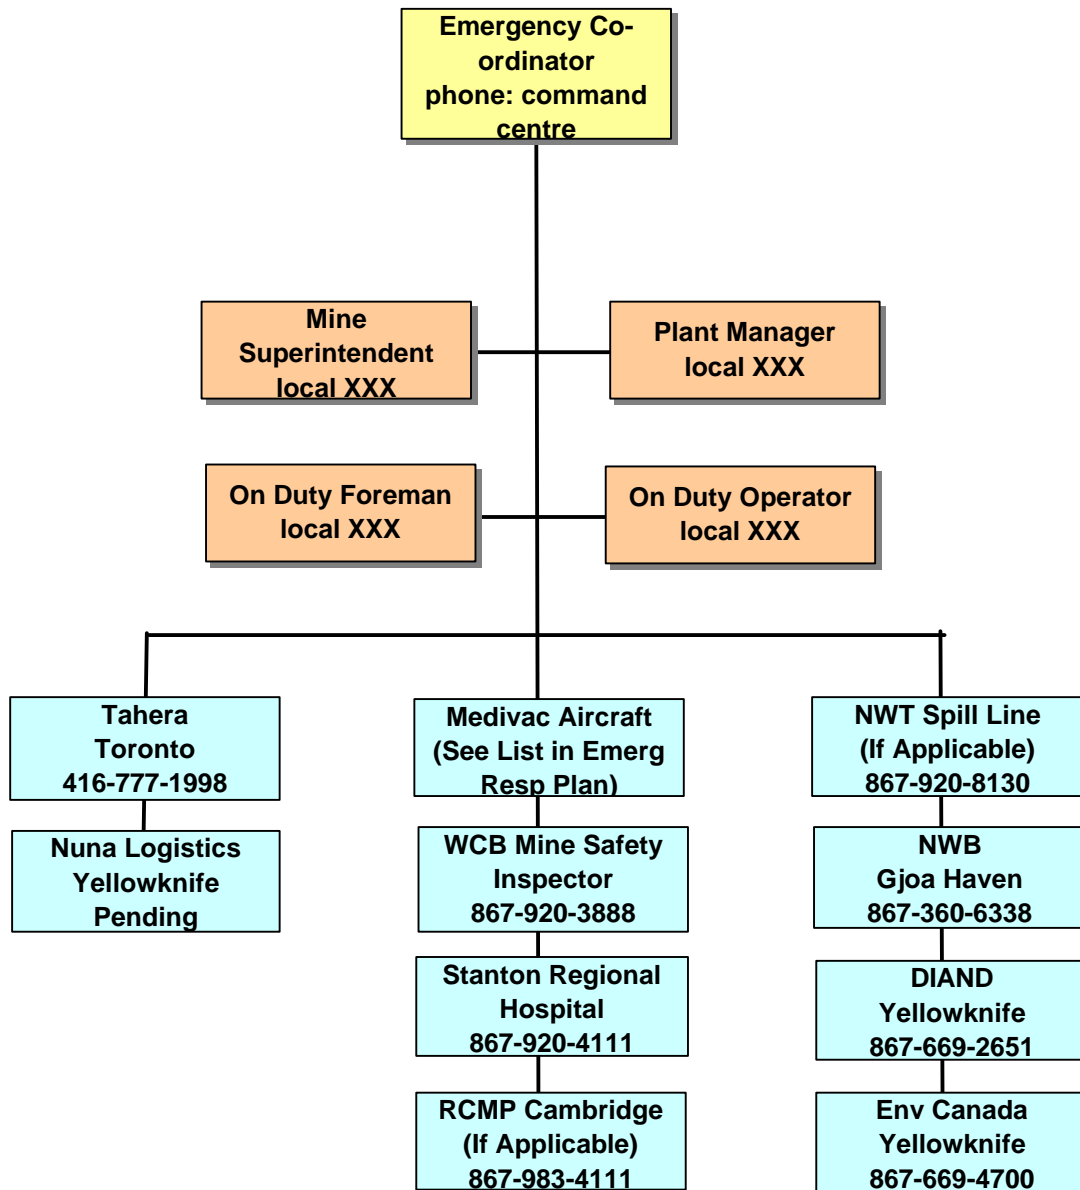 Emergency Co-
ordinator
phone: command
centre
Mine
Superintendent
local XXX
Plant Manager
local XXX
On Duty Foreman
local XXX
On Duty Operator
local XXX
Tahera
Toronto
416-777-1998
Nuna Logistics
Yellowknife
Pending
Medivac Aircraft
(See List in Emerg
Resp Plan)
WCB Mine Safety
Inspector
867-920-3888
Stanton Regional
Hospital
867-920-4111
RCMP Cambridge
(If Applicable)
867-983-4111
NWT Spill Line
(If Applicable)
867-920-8130
NWB
Gjoa Haven
867-360-6338
DIAND
Yellowknife
867-669-2651
Env Canada
Yellowknife
867-669-4700